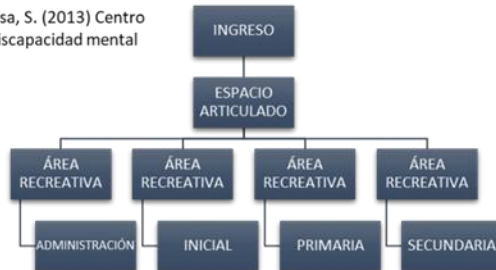 sa, S. (2013) Centro
iscapacidad mental
INGRESO
ESPACIO
ARTICULADO
ÁREA
RECREATIVA
ÁREA
RECREATIVA
ÁREA
RECREATIVA
ÁREA
RECREATIVA
ADMINISTRACIÓN
INICIAL
PRIMARIA
SECUNDARIA